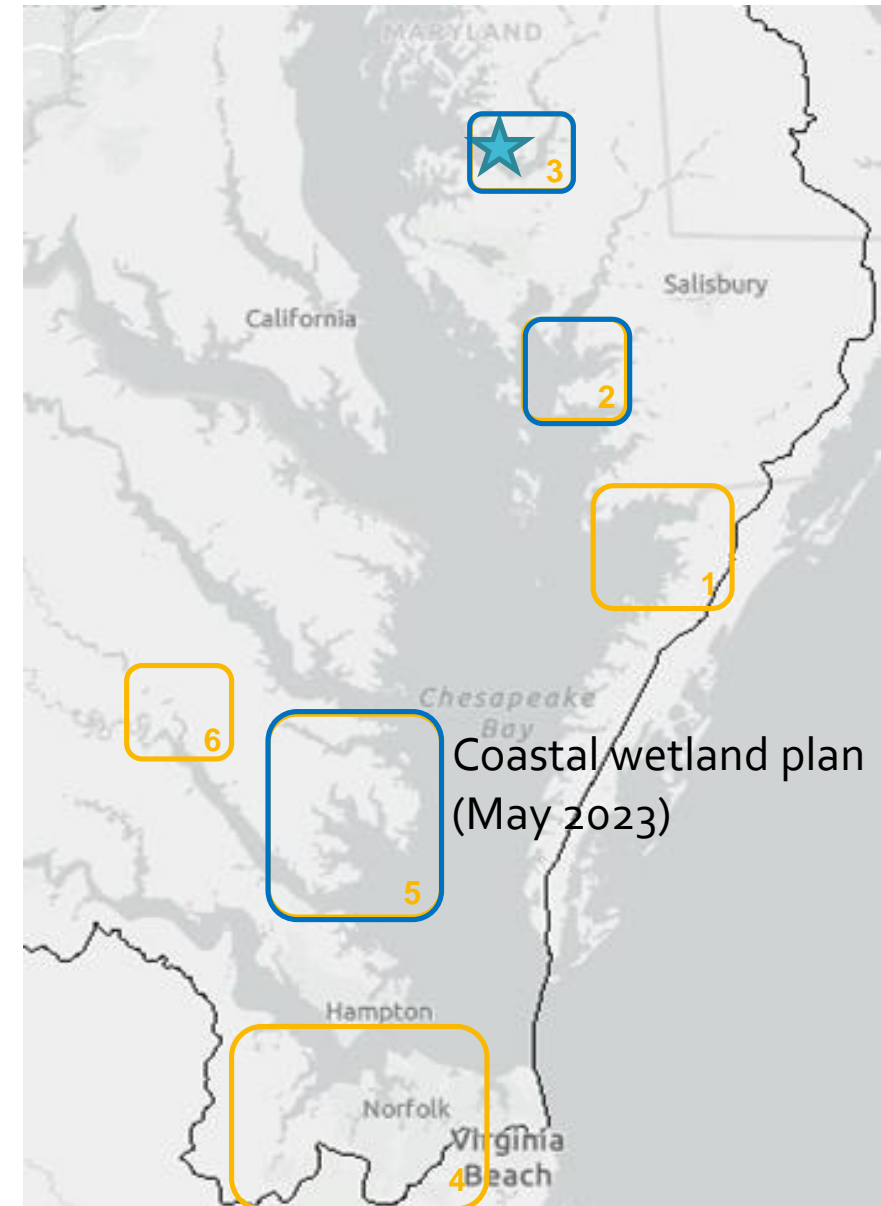 MARYLAND
3
Salisbury
California
2
1
Chesapeake
Bay
6
Coastal wetland plan
(May 2023)
5
Hampton
Norfolk
Virginia
Beach
4